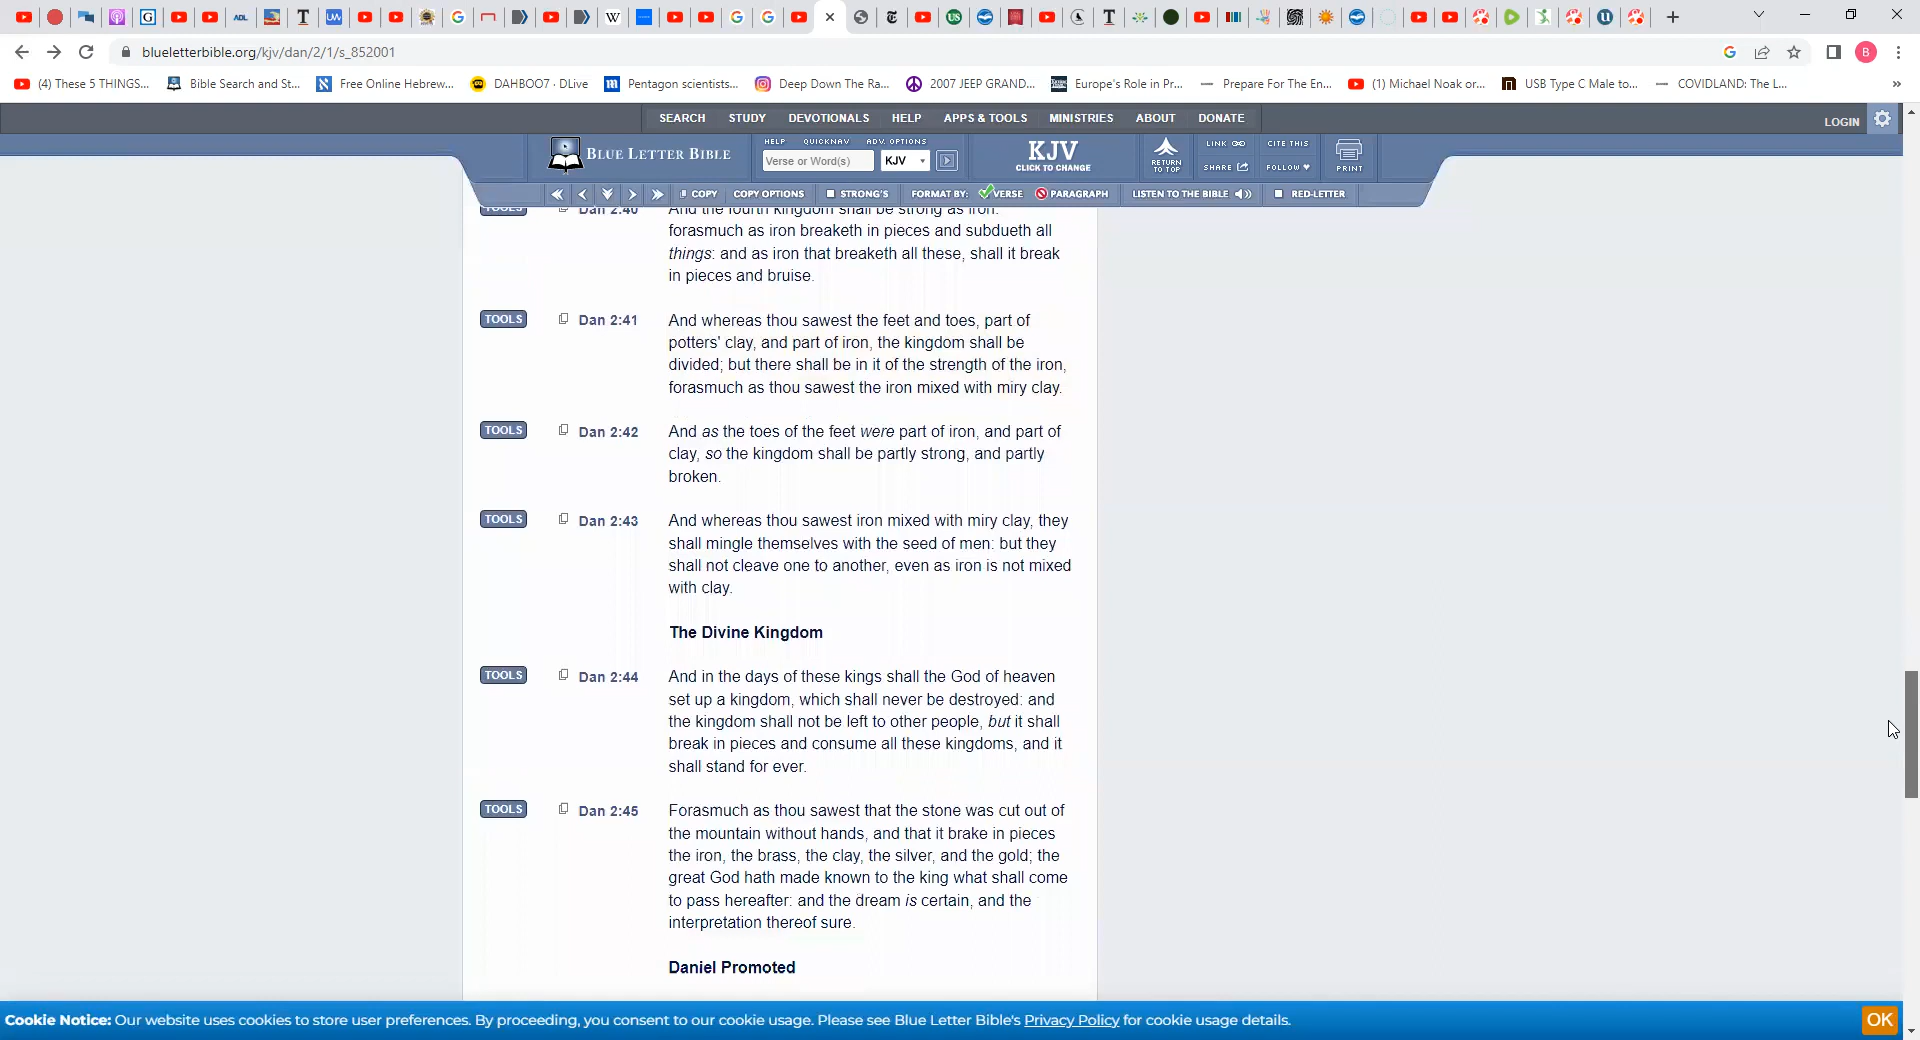 blueletterbible.org/kjv/dan/2/1/s_852001
B
(4) These 5 THINGS...
Bible Search and St...
Free Online Hebrew...
DAHBOO7 · DLive
Pentagon scientists...
Deep Down The Ra...
2007 JEEP GRAND...
Europe's Role in Pr...
Prepare For The En...
(1) Michael Noak or...
USB Type C Male to...
COVIDLAND: The L...
SEARCH STUDY DEVOTIONALS HELP APPS & TOOLS MINISTRIES ABOUT DONATE
LOGIN
BLUE LETTER BIBLE
HELP QUICKNAV ADV. OPTIONS
Verse or Word(s) KJV
KJV
CLICK TO CHANGE
RETURN
TO TOP
LINK
CITE THIS
SHARE
FOLLOW
PRINT
COPY COPY OPTIONS STRONG'S FORMAT BY: VERSE PARAGRAPH LISTEN TO THE BIBLE RED-LETTER
TOOLS Dan 2:40 And the fourth kingdom shall be strong as iron:
forasmuch as iron breaketh in pieces and subdueth all
things: and as iron that breaketh all these, shall it break
in pieces and bruise.
TOOLS Dan 2:41 And whereas thou sawest the feet and toes, part of
potters' clay, and part of iron, the kingdom shall be
divided; but there shall be in it of the strength of the iron,
forasmuch as thou sawest the iron mixed with miry clay.
TOOLS Dan 2:42 And as the toes of the feet were part of iron, and part of
clay, so the kingdom shall be partly strong, and partly
broken.
TOOLS Dan 2:43 And whereas thou sawest iron mixed with miry clay, they
shall mingle themselves with the seed of men: but they
shall not cleave one to another, even as iron is not mixed
with clay.
The Divine Kingdom
TOOLS Dan 2:44 And in the days of these kings shall the God of heaven
set up a kingdom, which shall never be destroyed: and
the kingdom shall not be left to other people, but it shall
break in pieces and consume all these kingdoms, and it
shall stand for ever.
TOOLS Dan 2:45 Forasmuch as thou sawest that the stone was cut out of
the mountain without hands, and that it brake in pieces
the iron, the brass, the clay, the silver, and the gold; the
great God hath made known to the king what shall come
to pass hereafter: and the dream is certain, and the
interpretation thereof sure.
Daniel Promoted
Cookie Notice: Our website uses cookies to store user preferences. By proceeding, you consent to our cookie usage. Please see Blue Letter Bible's Privacy Policy for cookie usage details.
OK